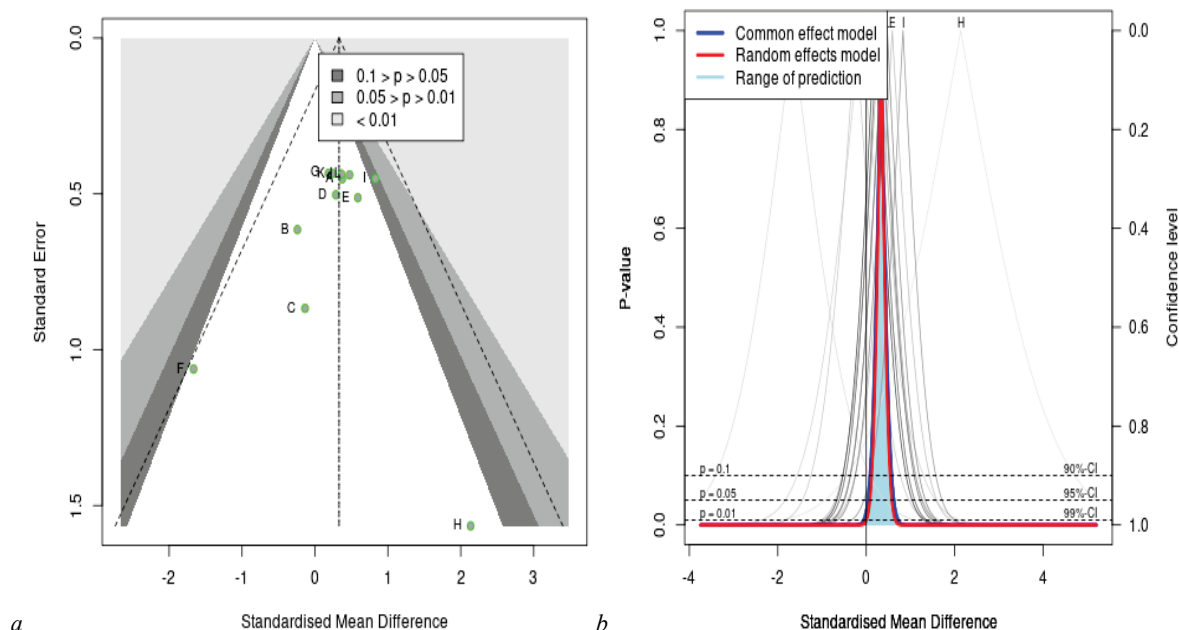 0.1 > p > 0.05
0.05 > p > 0.01
< 0.01
Standard Error
0.0
0.5
1.0
1.5
G
K
A
I
D
E
B
C
F
H
-2
-1
0
1
2
3
Standardised Mean Difference
a
Common effect model
Random effects model
Range of prediction
E I H
P-value
1.0
0.8
0.6
0.4
0.2
0.0
Confidence level
0.0
0.2
0.4
0.6
0.8
1.0
p = 0.1
90%-CI
p = 0.05
95%-CI
p = 0.01
99%-CI
-4
-2
0
2
4
Standardised Mean Difference
b